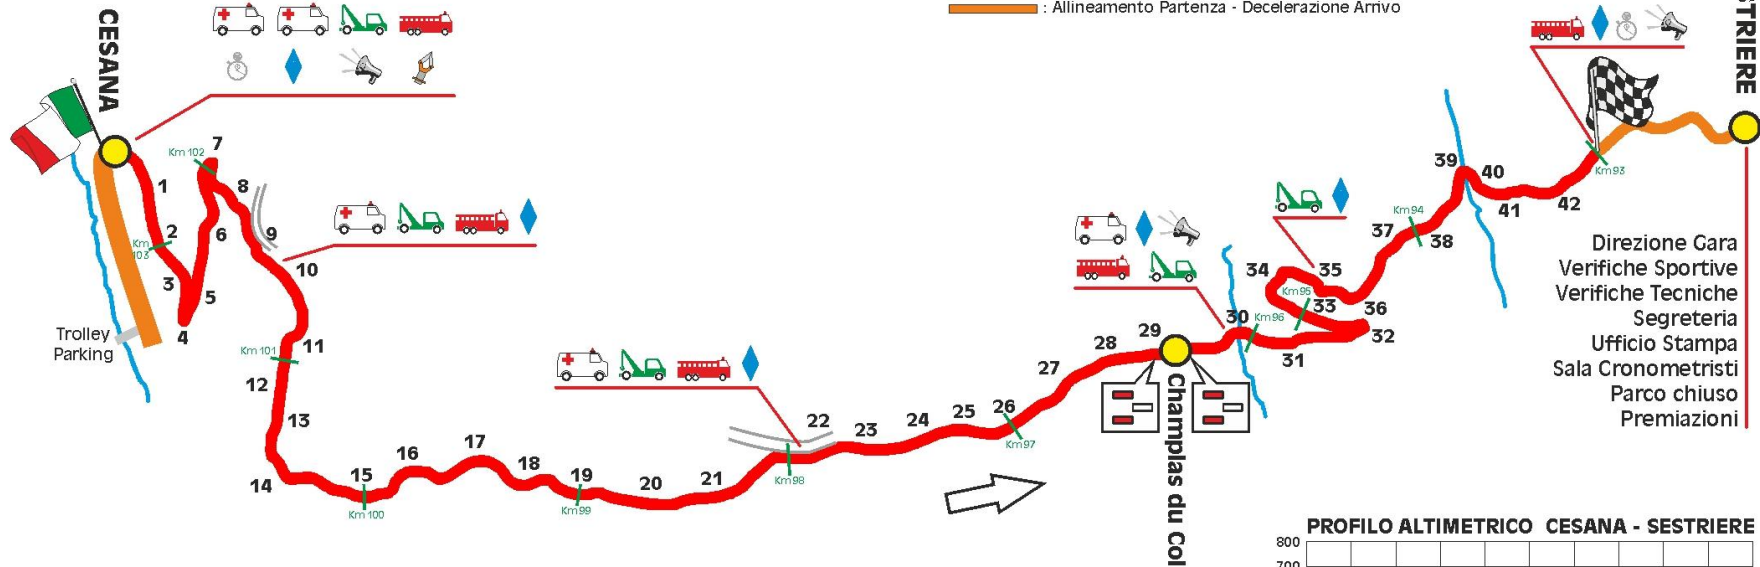 : Allineamento Partenza - Decelerazione Arrivo
CESANA
STRIERE
1
2
3
4
5
6
7
8
9
10
11
12
13
14
15
16
17
18
19
20
21
22
23
24
25
26
27
28
29
30
31
32
33
34
35
36
37
38
39
40
41
42
Km
103
Km 102
Km 101
Km 100
Km 99
Km 98
Km 97
Km 96
Km 95
Km 94
Km 93
Trolley
Parking
Champlas du Col
Direzione Gara
Verifiche Sportive
Verifiche Tecniche
Segreteria
Ufficio Stampa
Sala Cronometristi
Parco chiuso
Premiazioni
PROFILO ALTIMETRICO CESANA - SESTRIERE
800
700